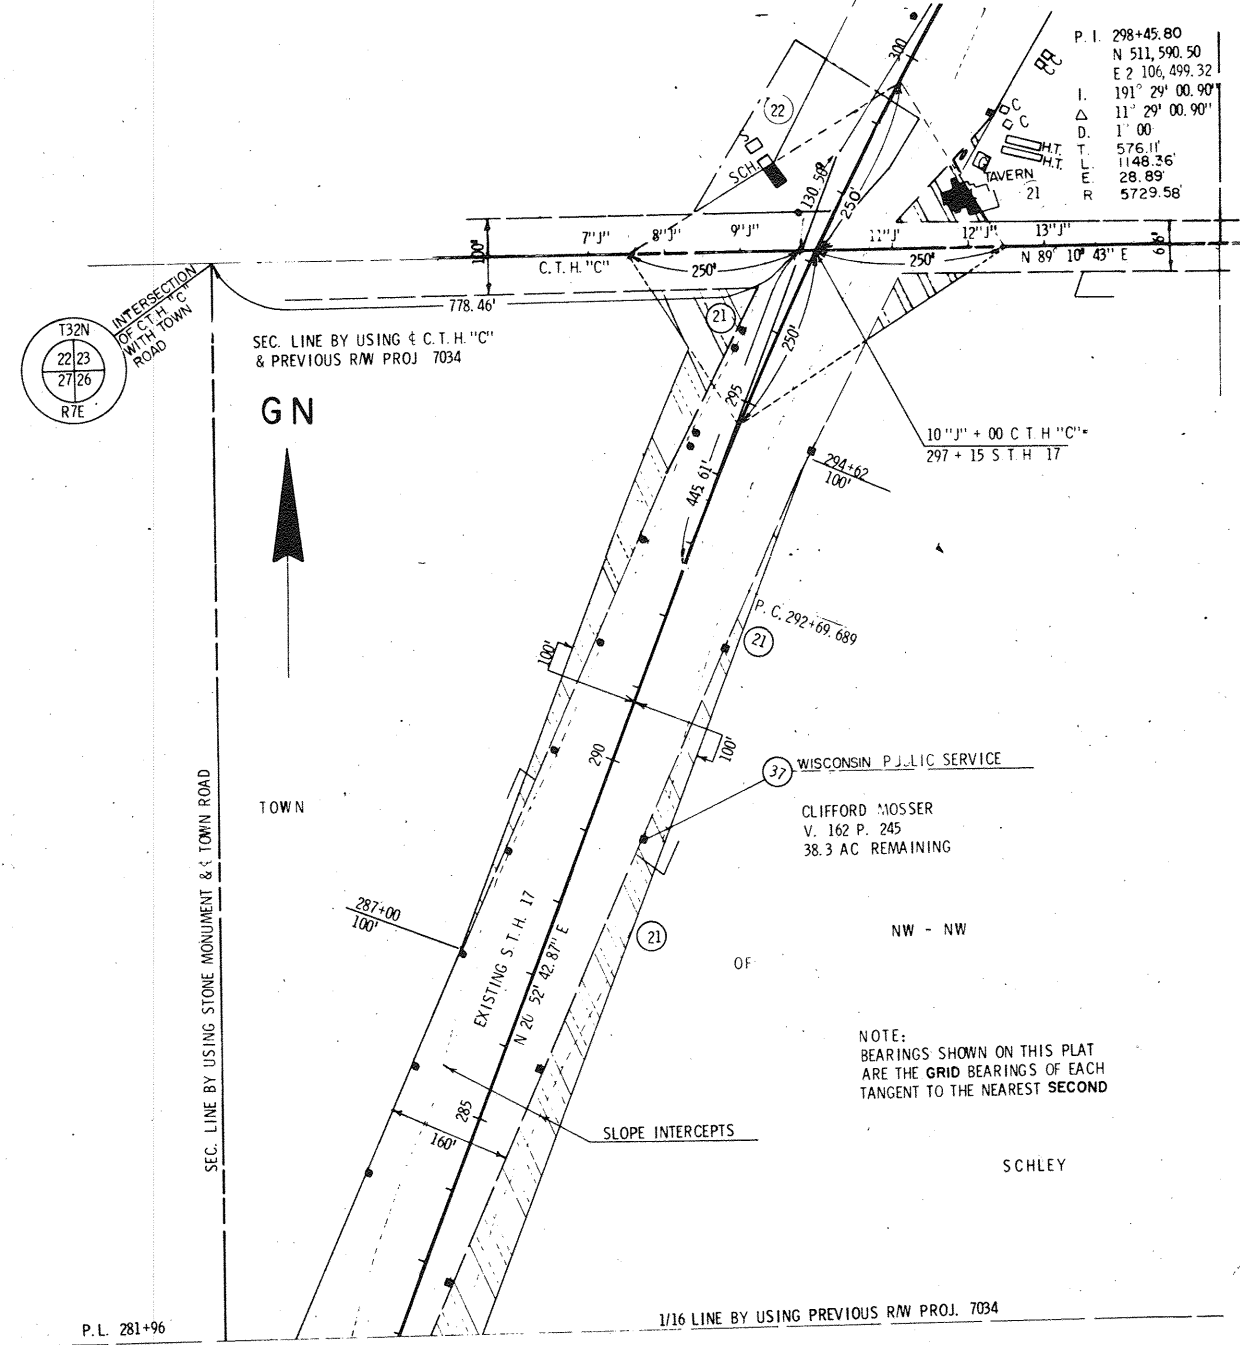 P. I. 298+45.80
N 511, 590. 50
E 2 106, 499. 32
I. 191° 29' 00. 90"
Δ 11° 29' 00. 90"
D. 1° 00
T. 576.11'
L. 1148.36'
E. 28.89'
R 5729.58'
300
22
SCH.
130.50'
250'
C
C
C
C
H.T.
H.T.
TAVERN
21
100'
7"J"
8"J"
9"J"
11"J"
12"J"
13"J"
66'
C. T. H. "C"
250'
250'
N 89° 10' 43" E
778. 46'
INTERSECTION
OF C.T.H. "C"
WITH TOWN
ROAD
T32N
22 23
27 26
R7E
SEC. LINE BY USING ℄ C. T. H. "C"
& PREVIOUS R/W PROJ 7034
21
250'
295
GN
10 "J" + 00 C T. H "C"=
297 + 15 S T. H 17
294+62
100'
445. 61'
P. C. 292+69. 689
21
100'
100'
290
37
WISCONSIN PUBLIC SERVICE
TOWN
CLIFFORD MOSSER
V. 162 P. 245
38.3 AC REMAINING
SEC. LINE BY USING STONE MONUMENT & ℄ TOWN ROAD
287+00
100'
21
NW - NW
OF
EXISTING S. T. H. 17
N 20° 52' 42. 87" E
NOTE:
BEARINGS SHOWN ON THIS PLAT
ARE THE GRID BEARINGS OF EACH
TANGENT TO THE NEAREST SECOND
285
160'
SLOPE INTERCEPTS
SCHLEY
P. L. 281+96
1/16 LINE BY USING PREVIOUS R/W PROJ. 7034